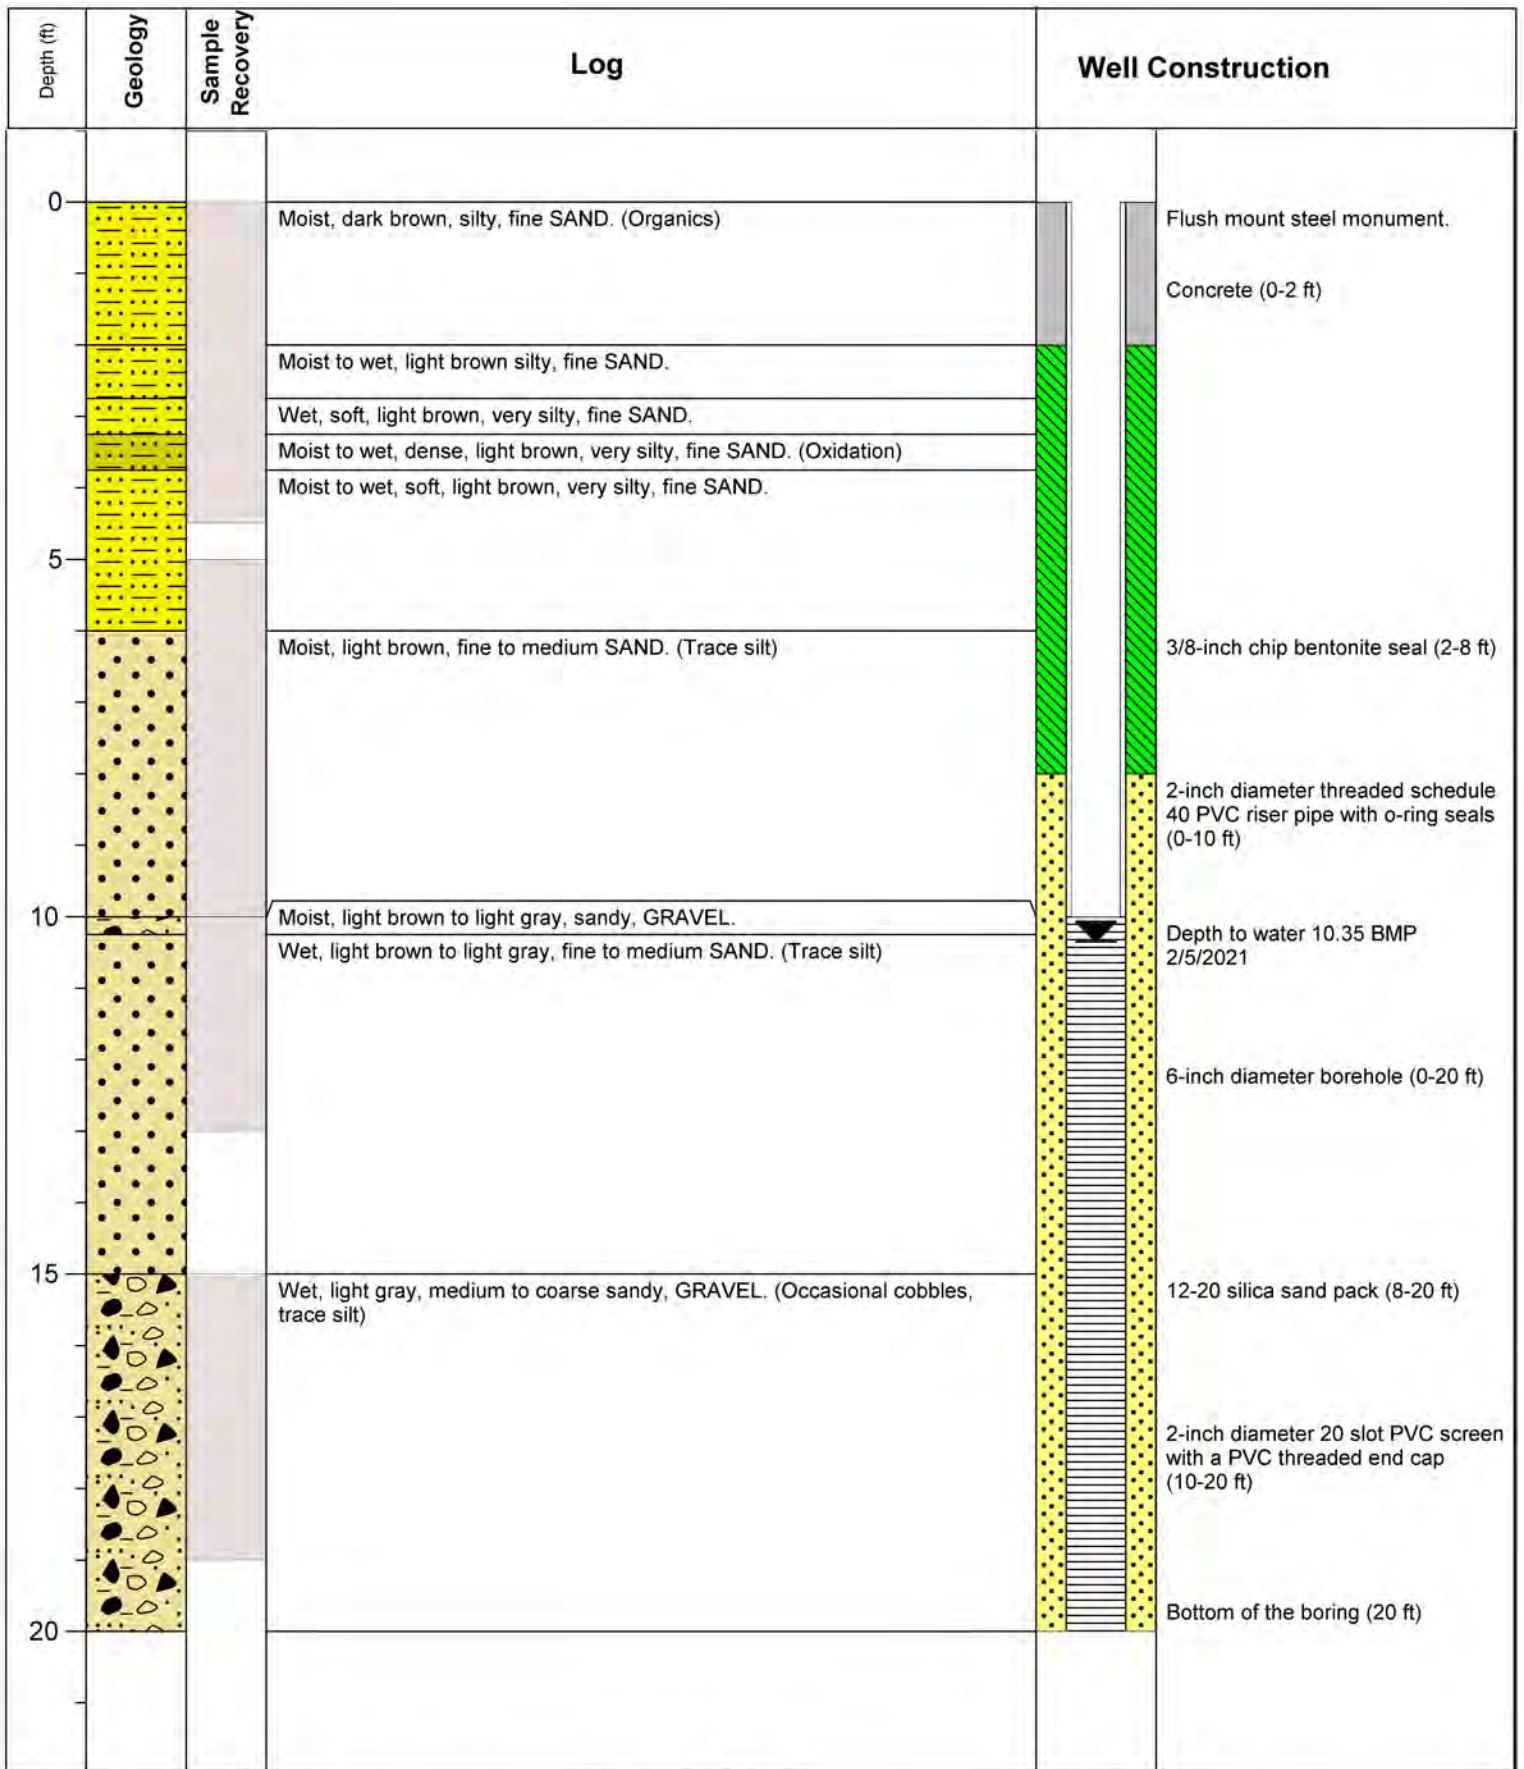 Depth (ft)
Geology
Sample
Recovery
Log
Well Construction
0
Moist, dark brown, silty, fine SAND. (Organics)
Flush mount steel monument.
Concrete (0-2 ft)
Moist to wet, light brown silty, fine SAND.
Wet, soft, light brown, very silty, fine SAND.
Moist to wet, dense, light brown, very silty, fine SAND. (Oxidation)
Moist to wet, soft, light brown, very silty, fine SAND.
5
Moist, light brown, fine to medium SAND. (Trace silt)
3/8-inch chip bentonite seal (2-8 ft)
2-inch diameter threaded schedule
40 PVC riser pipe with o-ring seals
(0-10 ft)
10
Moist, light brown to light gray, sandy, GRAVEL.
Wet, light brown to light gray, fine to medium SAND. (Trace silt)
Depth to water 10.35 BMP
2/5/2021
6-inch diameter borehole (0-20 ft)
15
Wet, light gray, medium to coarse sandy, GRAVEL. (Occasional cobbles,
trace silt)
12-20 silica sand pack (8-20 ft)
2-inch diameter 20 slot PVC screen
with a PVC threaded end cap
(10-20 ft)
Bottom of the boring (20 ft)
20